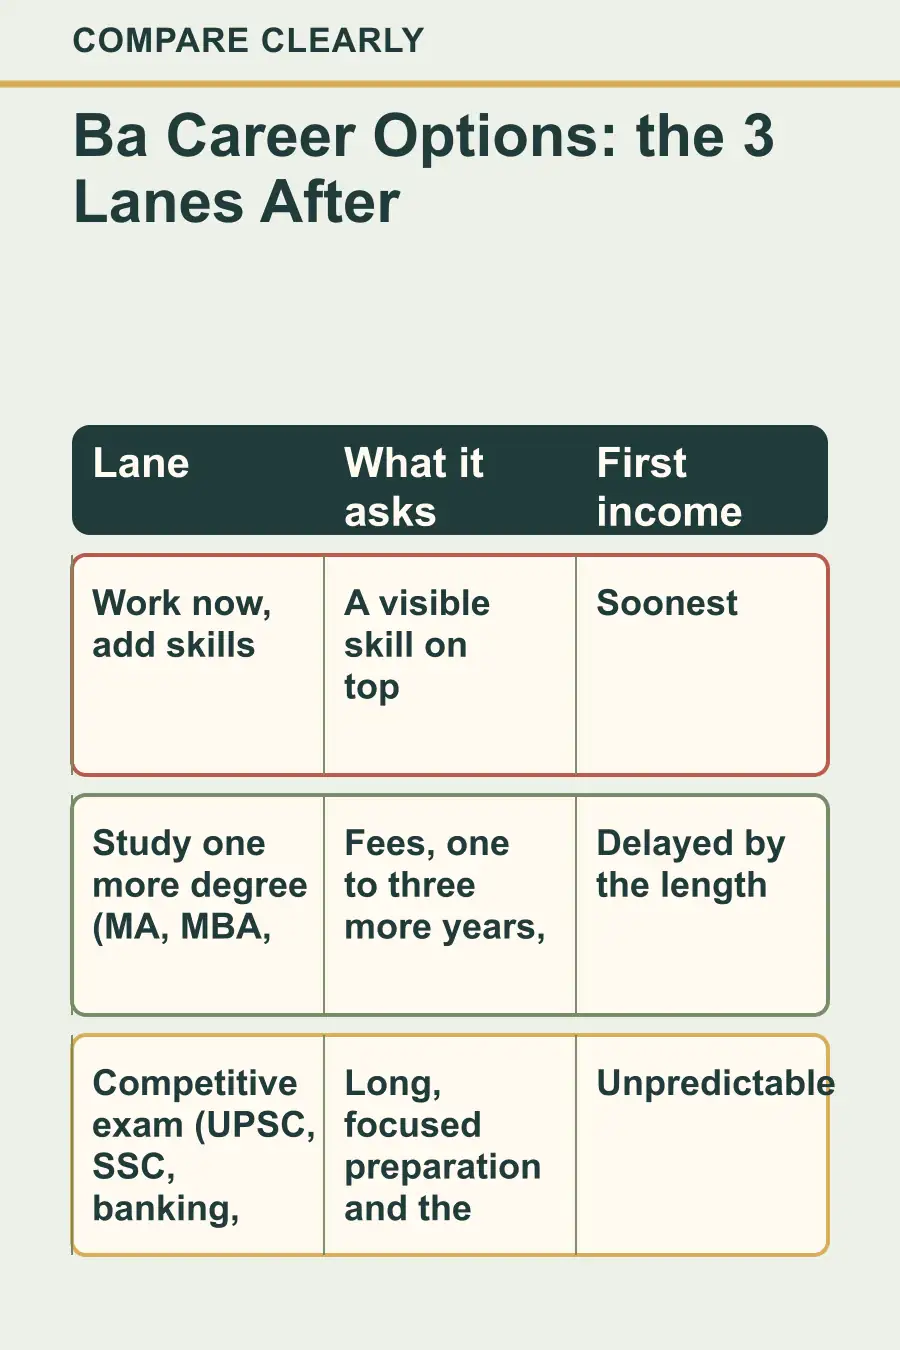 COMPARE CLEARLY
Ba Career Options: the 3
Lanes After
Lane
What it
asks
First
income
Work now,
add skills
A visible
skill on
top
Soonest
Study one
more degree
(MA, MBA,
Fees, one
to three
more years,
Delayed by
the length
Competitive
exam (UPSC,
SSC,
banking,
Long,
focused
preparation
and the
Unpredictable